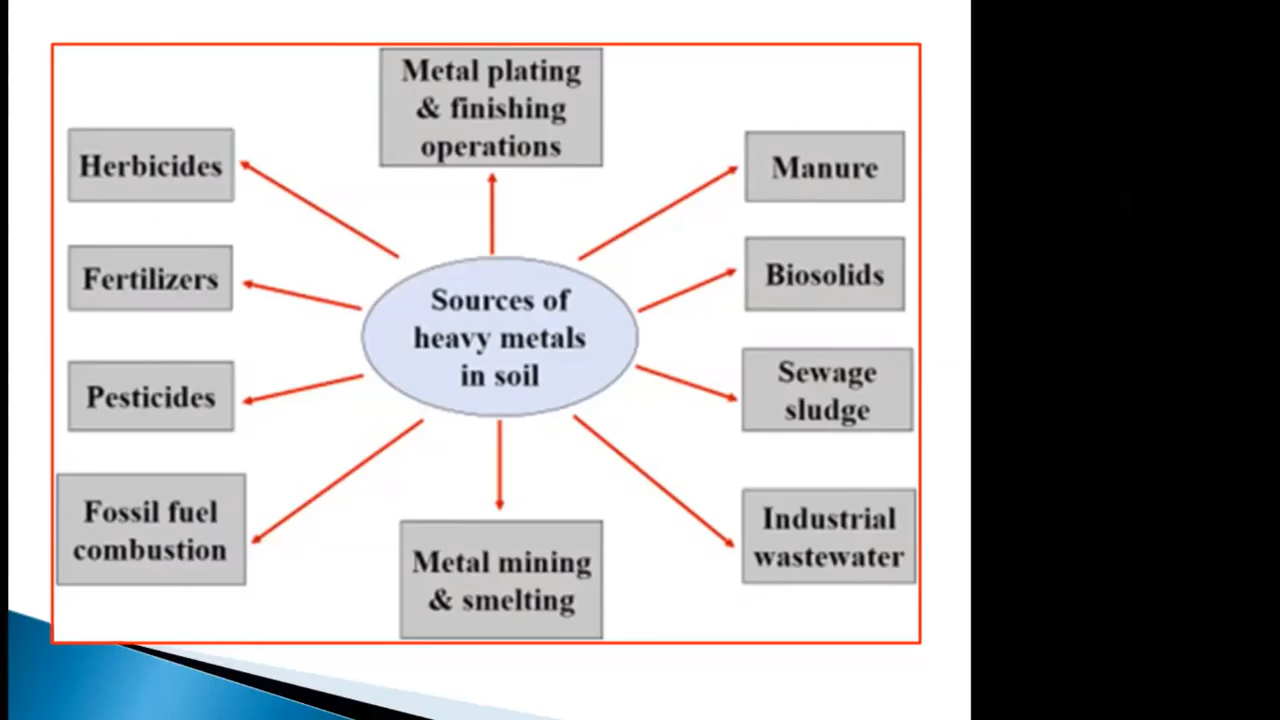 Metal plating
& finishing
operations
Herbicides
Manure
Fertilizers
Biosolids
Sources of
heavy metals
in soil
Pesticides
Sewage
sludge
Fossil fuel
combustion
Metal mining
& smelting
Industrial
wastewater